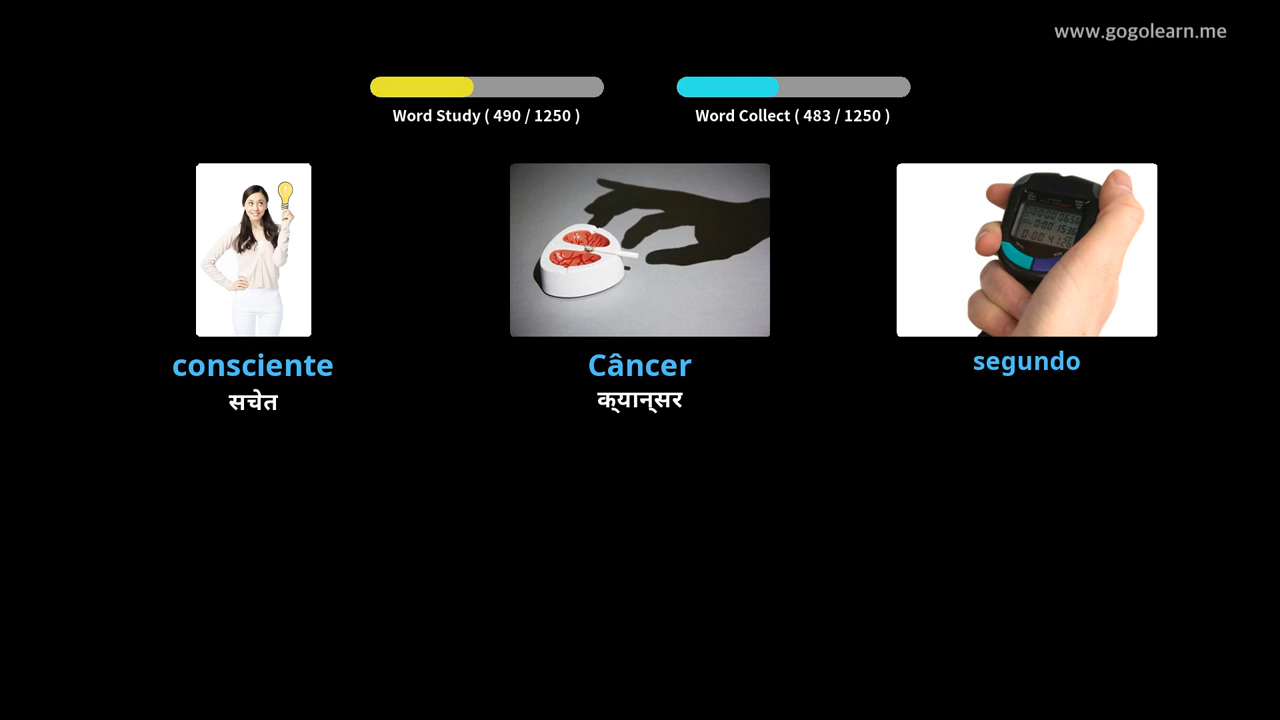 www.gogolearn.me
Word Study ( 490 / 1250 )
Word Collect ( 483 / 1250 )
consciente
सचेत
Câncer
क्यान्सर
segundo